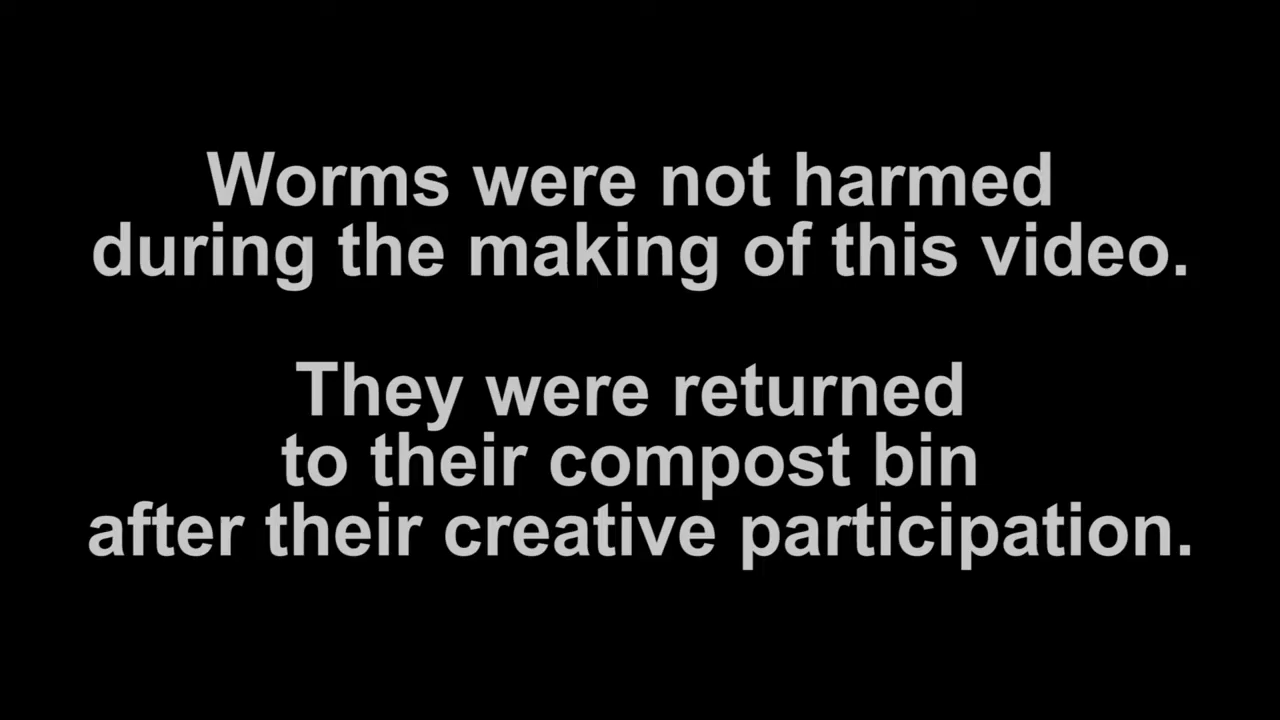 Worms were not harmed
during the making of this video.
They were returned
to their compost bin
after their creative participation.